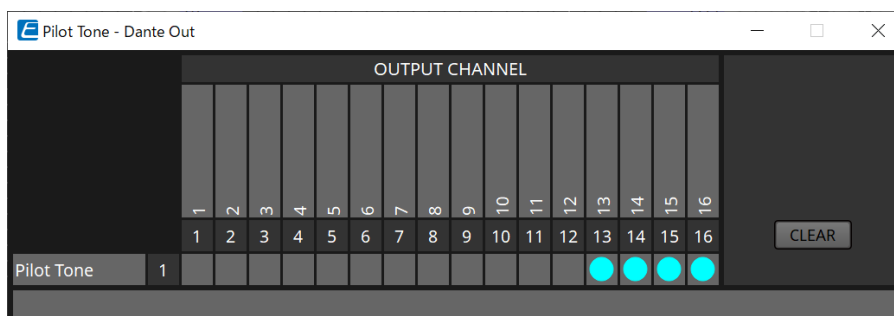 Pilot Tone - Dante Out
OUTPUT CHANNEL
1 2 3 4 5 6 7 8 9 10 11 12 13 14 15 16
1 2 3 4 5 6 7 8 9 10 11 12 13 14 15 16
CLEAR
Pilot Tone 1